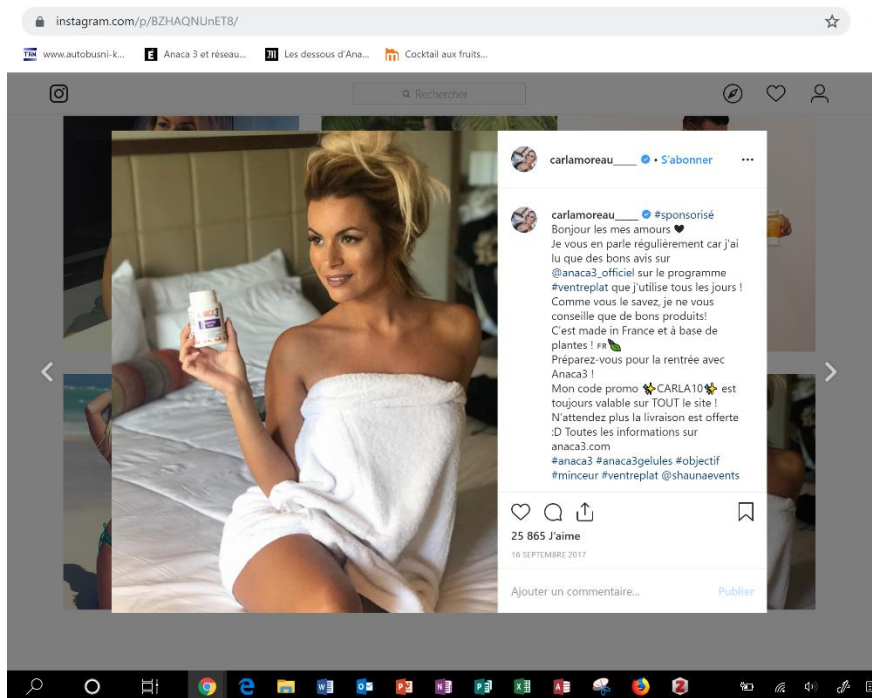 instagram.com/p/BZHAQNUnET8/
www.autobusni-k... Anaca 3 et réseau... Les dessous d'Ana... Cocktail aux fruits...
Rechercher
carlamoreau____ • S'abonner
carlamoreau____ #sponsorisé
Bonjour les mes amours
Je vous en parle régulièrement car j'ai
lu que des bons avis sur
@anaca3_officiel sur le programme
#ventreplat que j'utilise tous les jours !
Comme vous le savez, je ne vous
conseille que de bons produits!
C'est made in France et à base de
plantes ! FR
Préparez-vous pour la rentrée avec
Anaca3 !
Mon code promo CARLA10 est
toujours valable sur TOUT le site !
N'attendez plus la livraison est offerte
:D Toutes les informations sur
anaca3.com
#anaca3 #anaca3gelules #objectif
#minceur #ventreplat @shaunaevents
25 865 J'aime
16 SEPTEMBRE 2017
Ajouter un commentaire... Publier